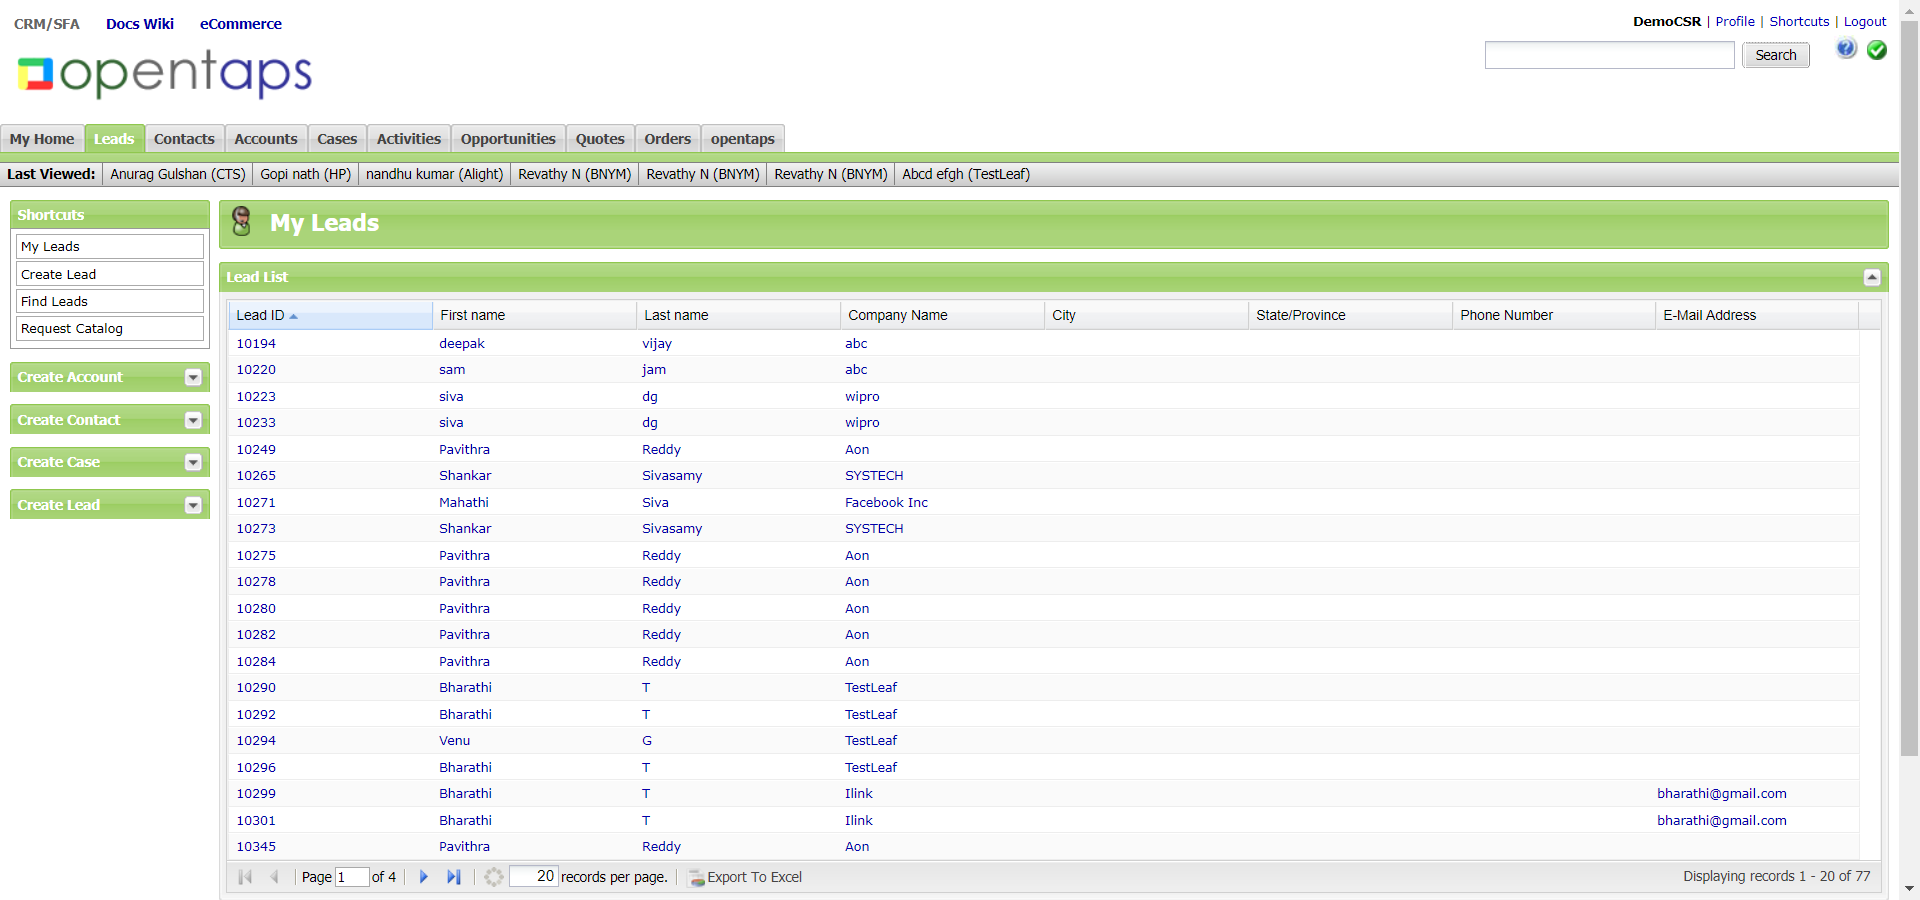 CRM/SFA Docs Wiki eCommerce
DemoCSR | Profile | Shortcuts | Logout
Search
opentaps
My Home Leads Contacts Accounts Cases Activities Opportunities Quotes Orders opentaps
Last Viewed: Anurag Gulshan (CTS) Gopi nath (HP) nandhu kumar (Alight) Revathy N (BNYM) Revathy N (BNYM) Revathy N (BNYM) Abcd efgh (TestLeaf)
Shortcuts
My Leads
Create Lead
Find Leads
Request Catalog
Create Account
Create Contact
Create Case
Create Lead
My Leads
Lead List
Lead ID First name Last name Company Name City State/Province Phone Number E-Mail Address
10194 deepak vijay abc
10220 sam jam abc
10223 siva dg wipro
10233 siva dg wipro
10249 Pavithra Reddy Aon
10265 Shankar Sivasamy SYSTECH
10271 Mahathi Siva Facebook Inc
10273 Shankar Sivasamy SYSTECH
10275 Pavithra Reddy Aon
10278 Pavithra Reddy Aon
10280 Pavithra Reddy Aon
10282 Pavithra Reddy Aon
10284 Pavithra Reddy Aon
10290 Bharathi T TestLeaf
10292 Bharathi T TestLeaf
10294 Venu G TestLeaf
10296 Bharathi T TestLeaf
10299 Bharathi T Ilink bharathi@gmail.com
10301 Bharathi T Ilink bharathi@gmail.com
10345 Pavithra Reddy Aon
Page 1 of 4 20 records per page. Export To Excel Displaying records 1 - 20 of 77